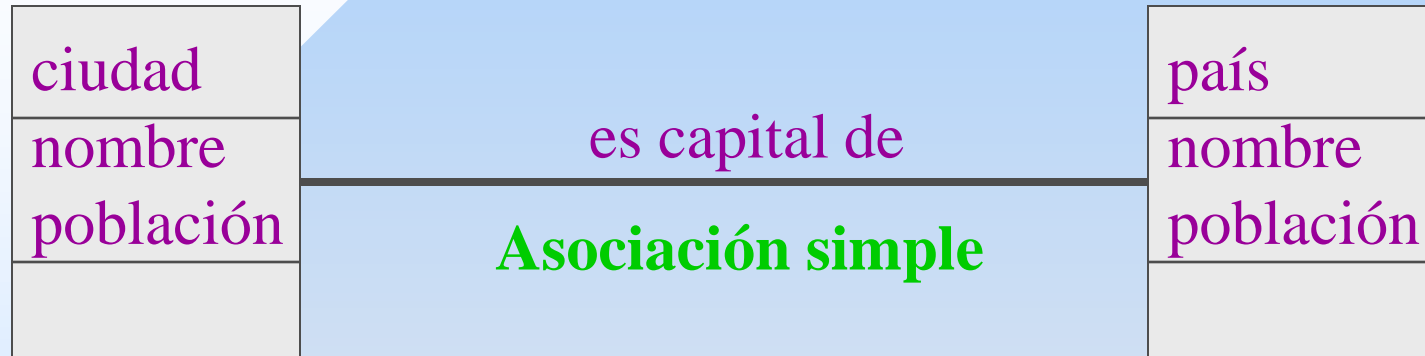 ciudad
nombre
población
es capital de
Asociación simple
país
nombre
población